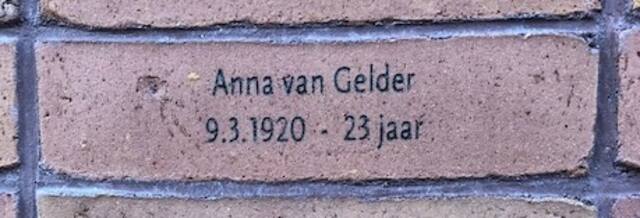 Anna van Gelder
9.3.1920 - 23 jaar